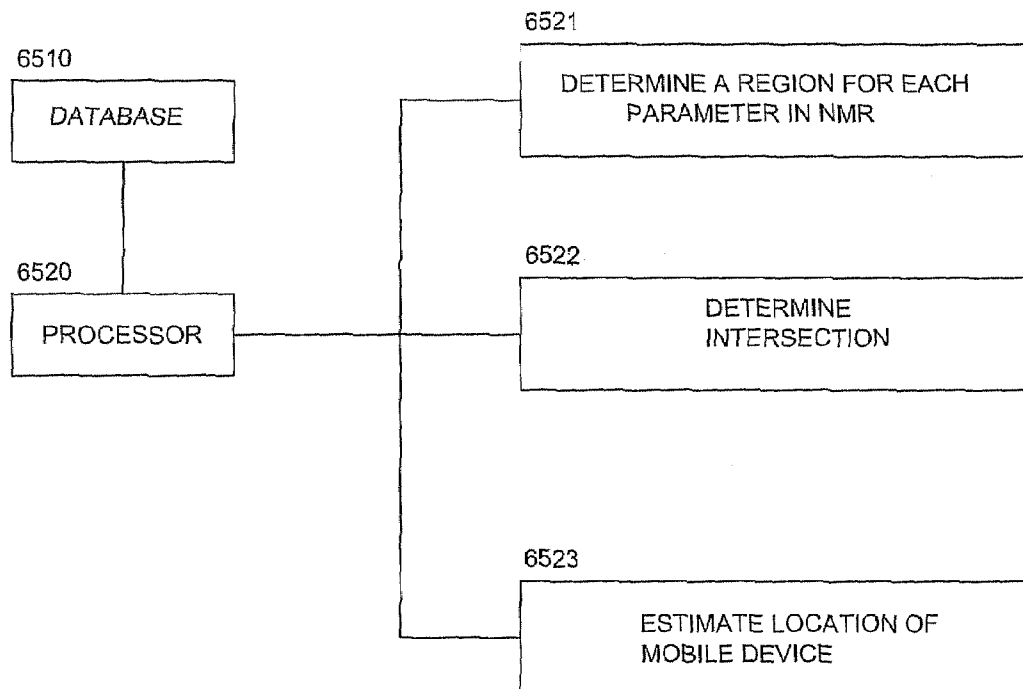 6510
DATABASE
6520
PROCESSOR
6521
DETERMINE A REGION FOR EACH
PARAMETER IN NMR
6522
DETERMINE
INTERSECTION
6523
ESTIMATE LOCATION OF
MOBILE DEVICE